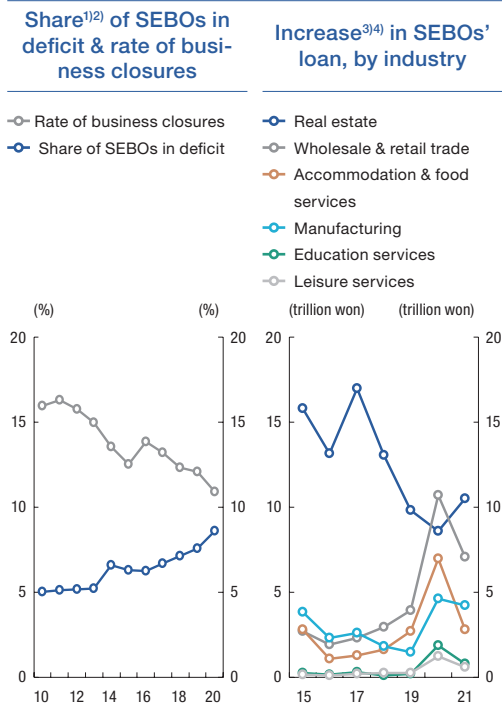 Share¹⁾²⁾ of SEBOs in
deficit & rate of busi-
ness closures
Rate of business closures
Share of SEBOs in deficit
(%) (%)
20 20
15 15
10 10
5 5
0 0
10 12 14 16 18 20
Increase³⁾⁴⁾ in SEBOs’
loan, by industry
Real estate
Wholesale & retail trade
Accommodation & food
services
Manufacturing
Education services
Leisure services
(trillion won) (trillion won)
20 20
15 15
10 10
5 5
0 0
15 17 19 21